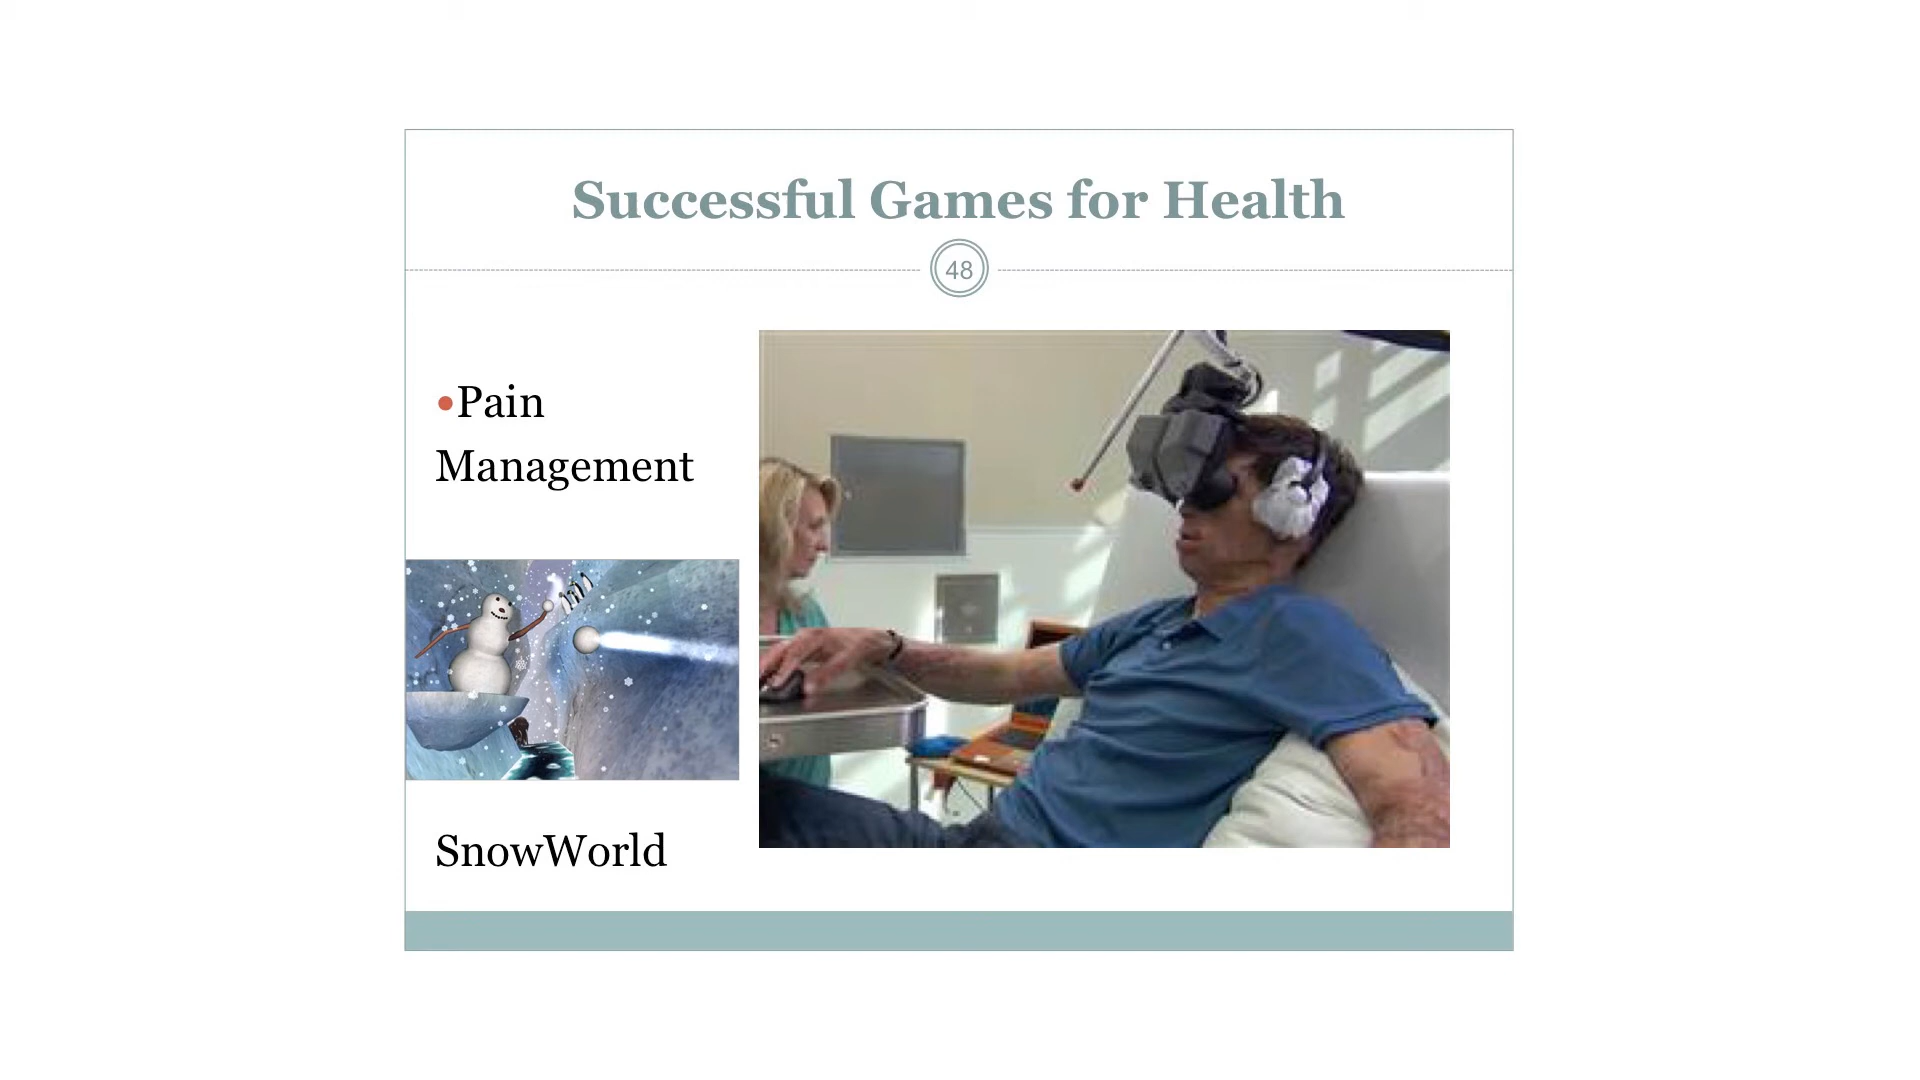 Successful Games for Health
48
•Pain
Management
SnowWorld